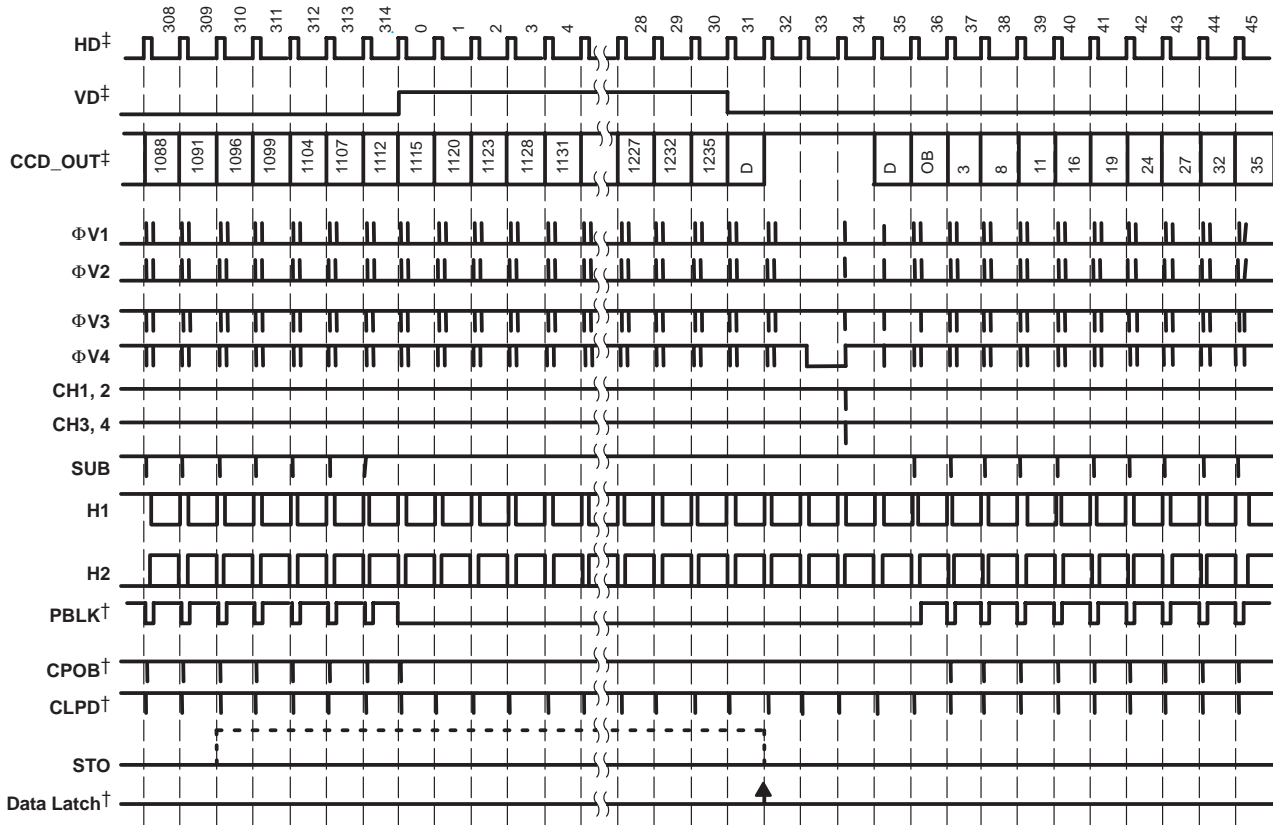 308 309 310 311 312 313 314 0 1 2 3 4 28 29 30 31 32 33 34 35 36 37 38 39 40 41 42 43 44 45
HD‡
VD‡
CCD_OUT‡ 1088 1091 1096 1099 1104 1107 1112 1115 1120 1123 1128 1131 1227 1232 1235 D D OB 3 8 11 16 19 24 27 32 35
ΦV1
ΦV2
ΦV3
ΦV4
CH1, 2
CH3, 4
SUB
H1
H2
PBLK†
CPOB†
CLPD†
STO
Data Latch†